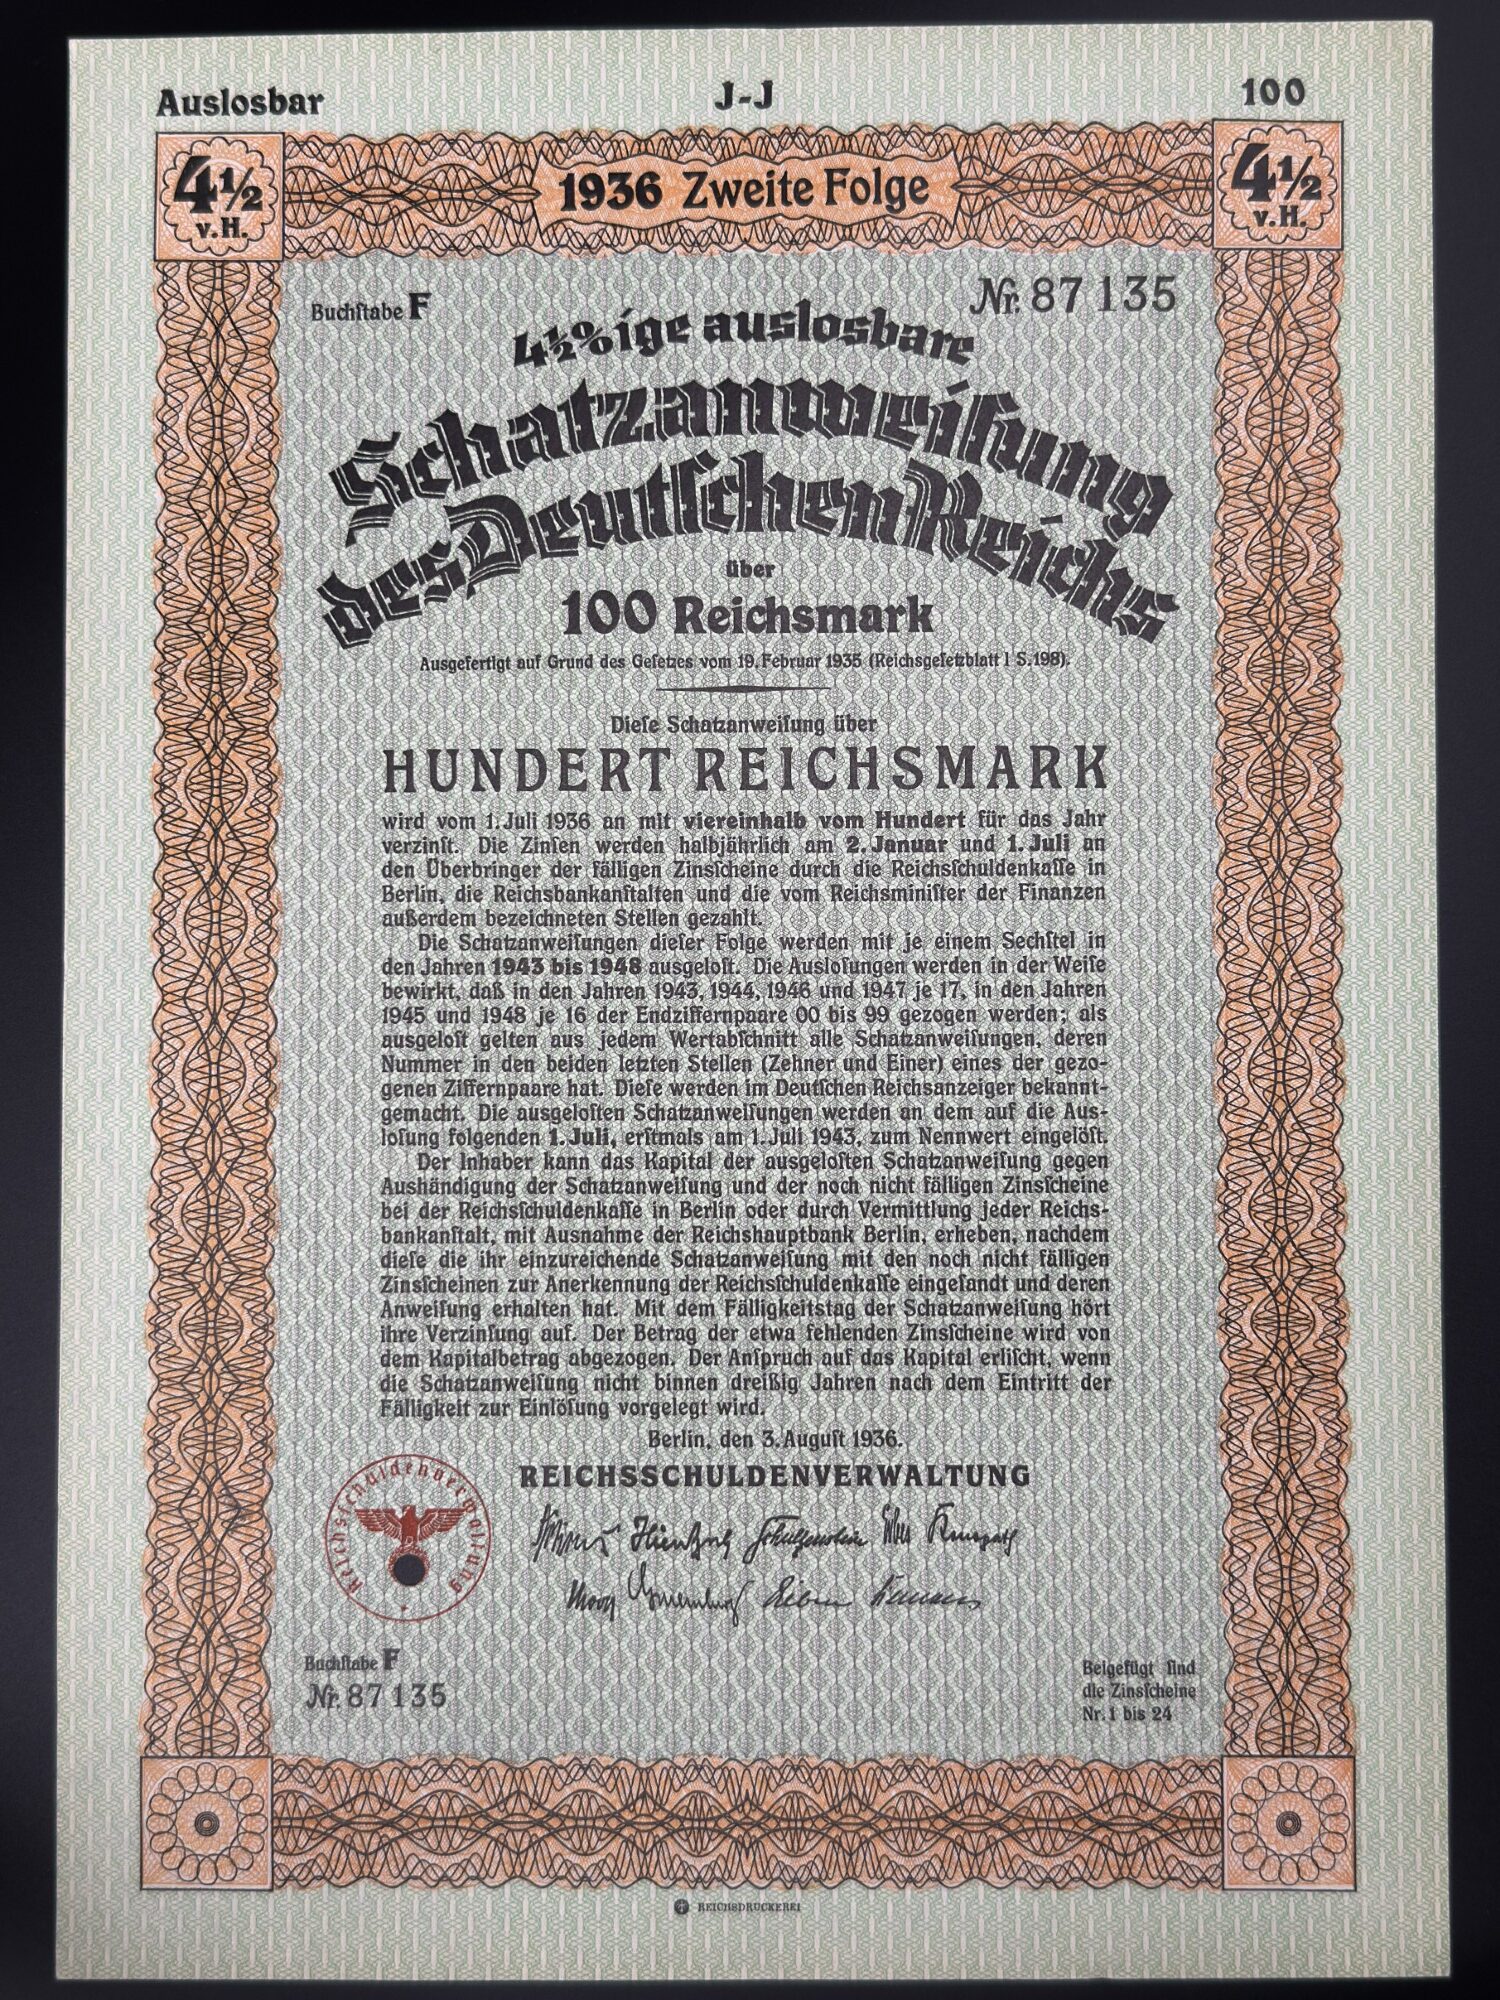 Auslosbar J-J 100
4½ v.H. 1936 Zweite Folge 4½ v.H.
Buchſtabe F Nr. 87135
4½%ige auslosbare
Schatzanweiſung
des Deutſchen Reichs
über
100 Reichsmark
Ausgefertigt auf Grund des Geſetzes vom 19. Februar 1935 (Reichsgeſetzblatt I S. 198).
Dieſe Schatzanweiſung über
HUNDERT REICHSMARK
wird vom 1. Juli 1936 an mit viereinhalb vom Hundert für das Jahr
verzinſt. Die Zinſen werden halbjährlich am 2. Januar und 1. Juli an
den Überbringer der fälligen Zinsſcheine durch die Reichsſchuldenkaſſe in
Berlin, die Reichsbankanſtalten und die vom Reichsminiſter der Finanzen
außerdem bezeichneten Stellen gezahlt.
Die Schatzanweiſungen dieſer Folge werden mit je einem Sechſtel in
den Jahren 1943 bis 1948 ausgeloſt. Die Ausloſungen werden in der Weiſe
bewirkt, daß in den Jahren 1943, 1944, 1946 und 1947 je 17, in den Jahren
1945 und 1948 je 16 der Endziffernpaare 00 bis 99 gezogen werden; als
ausgeloſt gelten aus jedem Wertabſchnitt alle Schatzanweiſungen, deren
Nummer in den beiden letzten Stellen (Zehner und Einer) eines der gezo-
genen Ziffernpaare hat. Dieſe werden im Deutſchen Reichsanzeiger bekannt-
gemacht. Die ausgeloſten Schatzanweiſungen werden an dem auf die Aus-
loſung folgenden 1. Juli, erſtmals am 1. Juli 1943, zum Nennwert eingelöſt.
Der Inhaber kann das Kapital der ausgeloſten Schatzanweiſung gegen
Aushändigung der Schatzanweiſung und der noch nicht fälligen Zinsſcheine
bei der Reichsſchuldenkaſſe in Berlin oder durch Vermittlung jeder Reichs-
bankanſtalt, mit Ausnahme der Reichshauptbank Berlin, erheben, nachdem
dieſe die ihr einzureichende Schatzanweiſung mit den noch nicht fälligen
Zinsſcheinen zur Anerkennung der Reichsſchuldenkaſſe eingeſandt und deren
Anweiſung erhalten hat. Mit dem Fälligkeitstag der Schatzanweiſung hört
ihre Verzinſung auf. Der Betrag der etwa fehlenden Zinsſcheine wird von
dem Kapitalbetrag abgezogen. Der Anſpruch auf das Kapital erliſcht, wenn
die Schatzanweiſung nicht binnen dreißig Jahren nach dem Eintritt der
Fälligkeit zur Einlöſung vorgelegt wird.
Berlin, den 3. Auguſt 1936.
REICHSSCHULDENVERWALTUNG
Reichsſchuldenverwaltung
Buchſtabe F
Nr. 87135
Beigefügt ſind
die Zinsſcheine
Nr. 1 bis 24
REICHSDRUCKEREI